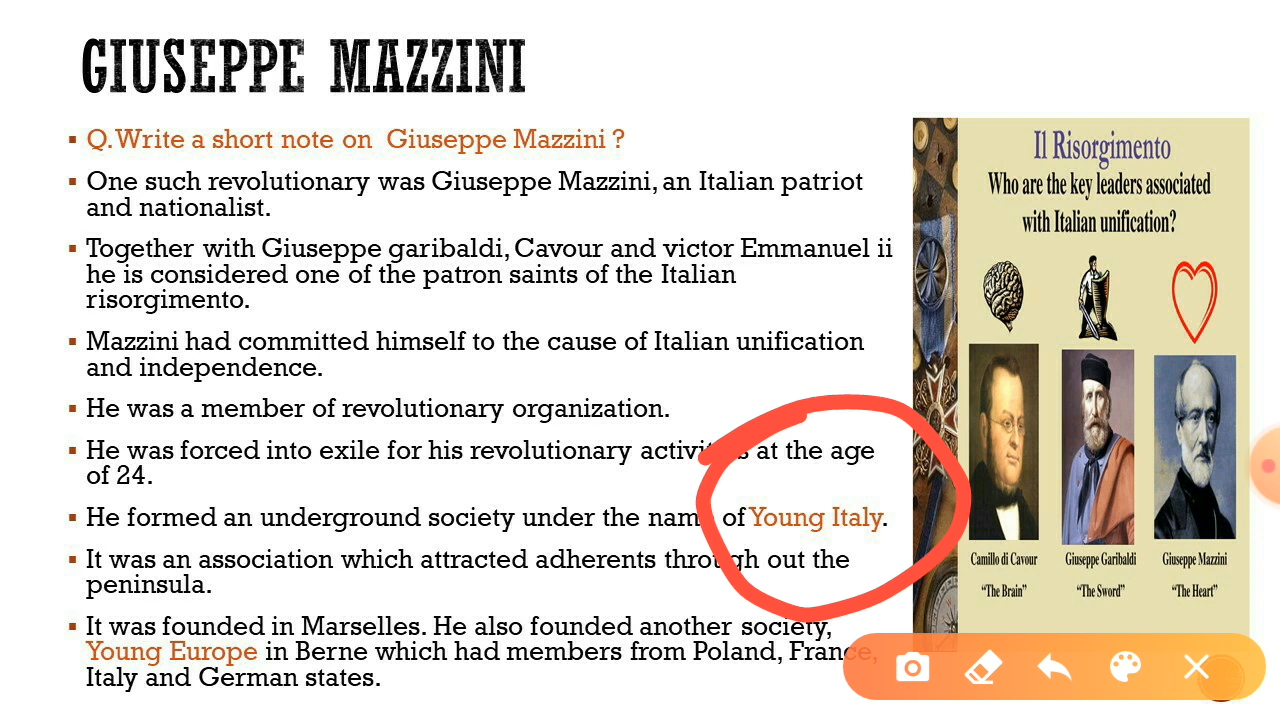 GIUSEPPE MAZZINI
Q. Write a short note on Giuseppe Mazzini ?
One such revolutionary was Giuseppe Mazzini, an Italian patriot
and nationalist.
Together with Giuseppe garibaldi, Cavour and victor Emmanuel ii
he is considered one of the patron saints of the Italian
risorgimento.
Mazzini had committed himself to the cause of Italian unification
and independence.
He was a member of revolutionary organization.
He was forced into exile for his revolutionary activities at the age
of 24.
He formed an underground society under the name of Young Italy.
It was an association which attracted adherents through out the
peninsula.
It was founded in Marselles. He also founded another society,
Young Europe in Berne which had members from Poland, France,
Italy and German states.
Il Risorgimento
Who are the key leaders associated
with Italian unification?
Camillo di Cavour Giuseppe Garibaldi Giuseppe Mazzini
“The Brain” “The Sword” “The Heart”